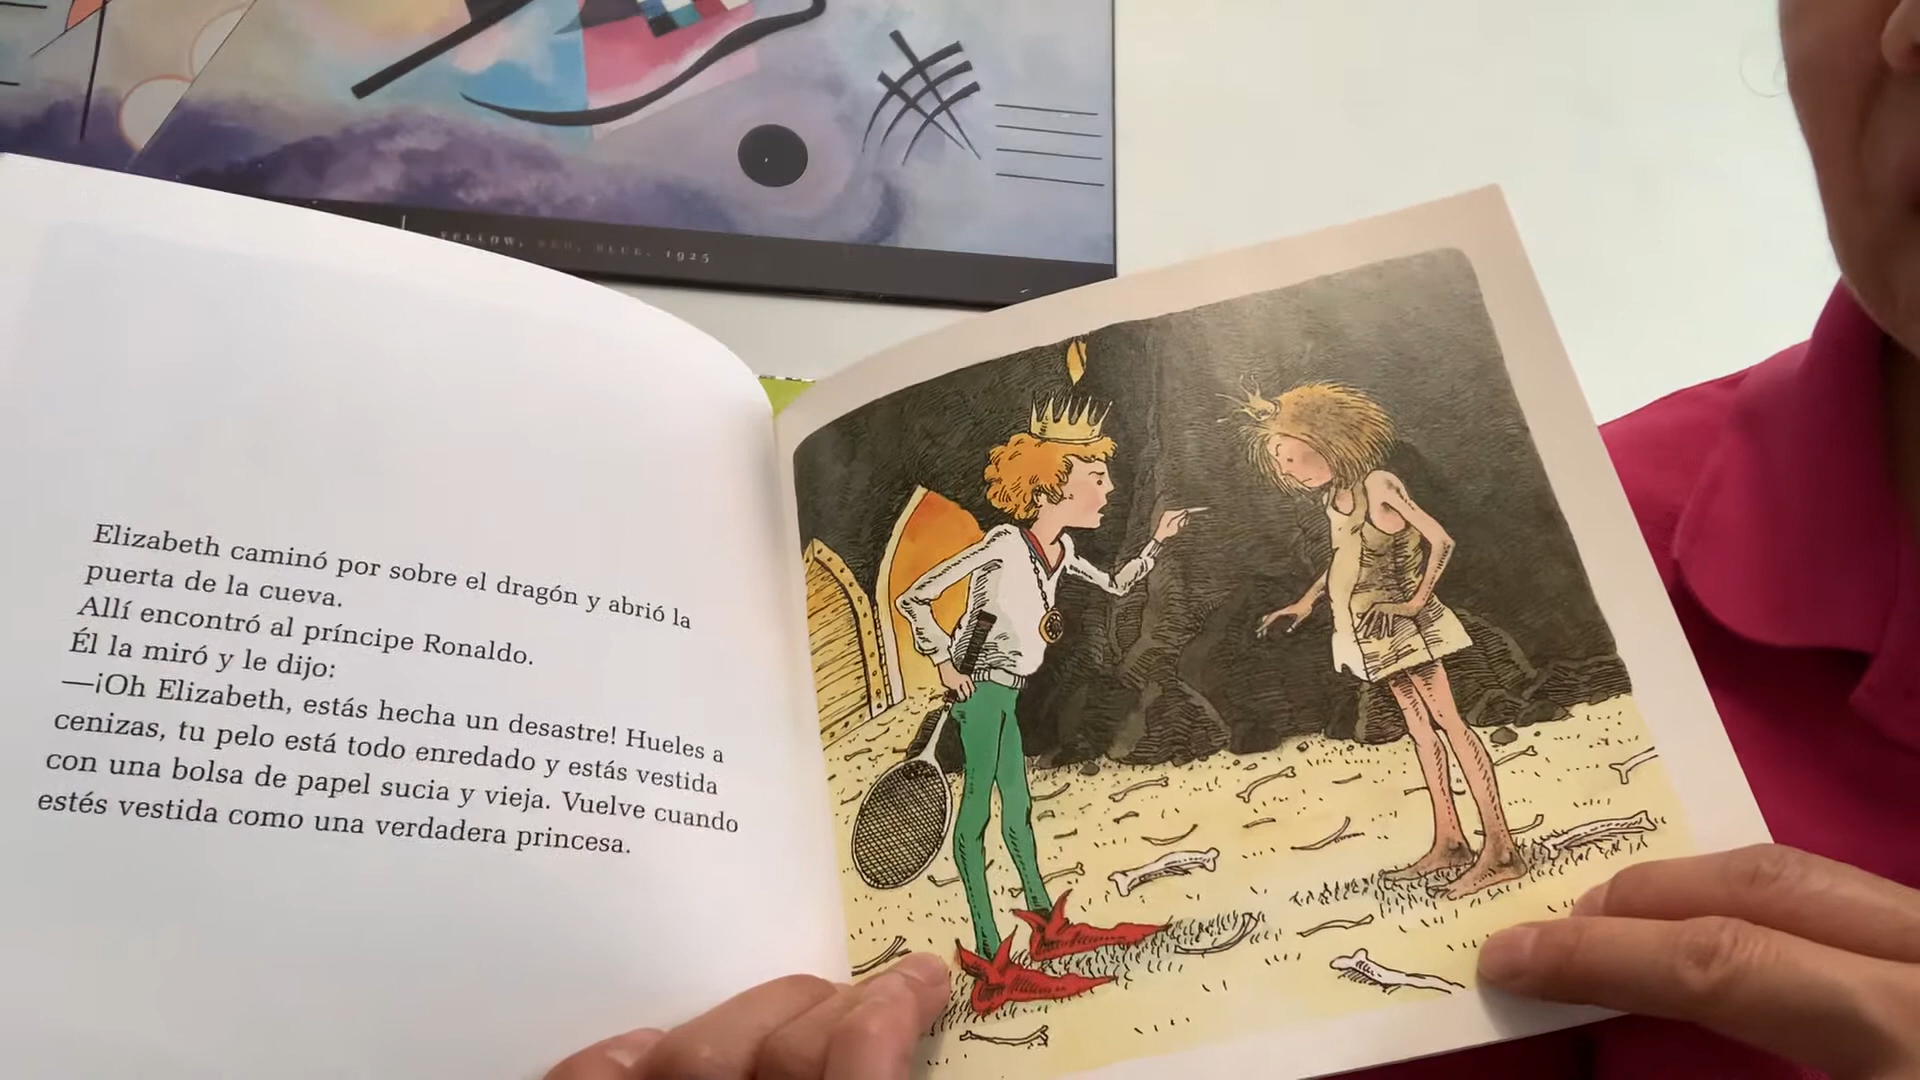 YELLOW, RED, BLUE, 1925
Elizabeth caminó por sobre el dragón y abrió la
puerta de la cueva.
Allí encontró al príncipe Ronaldo.
Él la miró y le dijo:
—¡Oh Elizabeth, estás hecha un desastre! Hueles a
cenizas, tu pelo está todo enredado y estás vestida
con una bolsa de papel sucia y vieja. Vuelve cuando
estés vestida como una verdadera princesa.